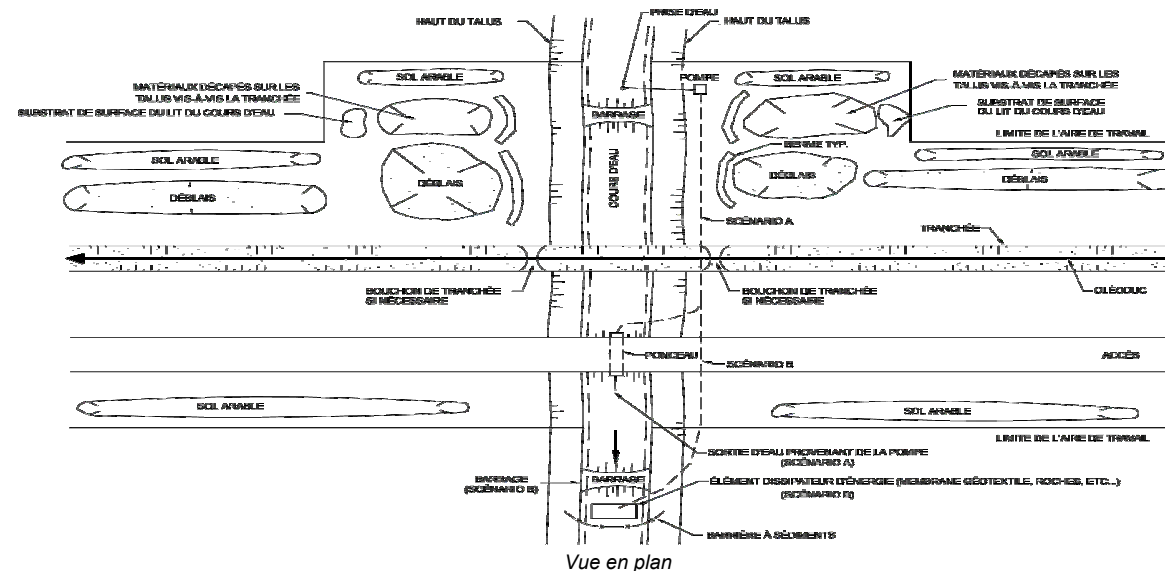 HAUT DU TALUS
PRISE D'EAU
HAUT DU TALUS
SOL ARABLE
POMPE
SOL ARABLE
MATÉRIAUX DÉCAPÉS SUR LES
TALUS VIS-À-VIS LA TRANCHÉE
MATÉRIAUX DÉCAPÉS SUR LES
TALUS VIS-À-VIS LA TRANCHÉE
SUBSTRAT DE SURFACE DU LIT DU COURS D'EAU
BARRAGE
SUBSTRAT DE SURFACE
DU LIT DU COURS D'EAU
LIMITE DE L'AIRE DE TRAVAIL
BERME TYP.
SOL ARABLE
SOL ARABLE
DÉBLAIS
COURS D'EAU
DÉBLAIS
DÉBLAIS
DÉBLAIS
SCÉNARIO A
TRANCHÉE
BOUCHON DE TRANCHÉE
SI NÉCESSAIRE
BOUCHON DE TRANCHÉE
SI NÉCESSAIRE
OLÉODUC
PONCEAU
SCÉNARIO B
ACCÈS
SOL ARABLE
SOL ARABLE
LIMITE DE L'AIRE DE TRAVAIL
SORTIE D'EAU PROVENANT DE LA POMPE
(SCÉNARIO A)
BARRAGE
(SCÉNARIO B)
BARRAGE
ÉLÉMENT DISSIPATEUR D'ÉNERGIE (MEMBRANE GÉOTEXTILE, ROCHES, ETC...)
(SCÉNARIO B)
BARRIÈRE À SÉDIMENTS
Vue en plan